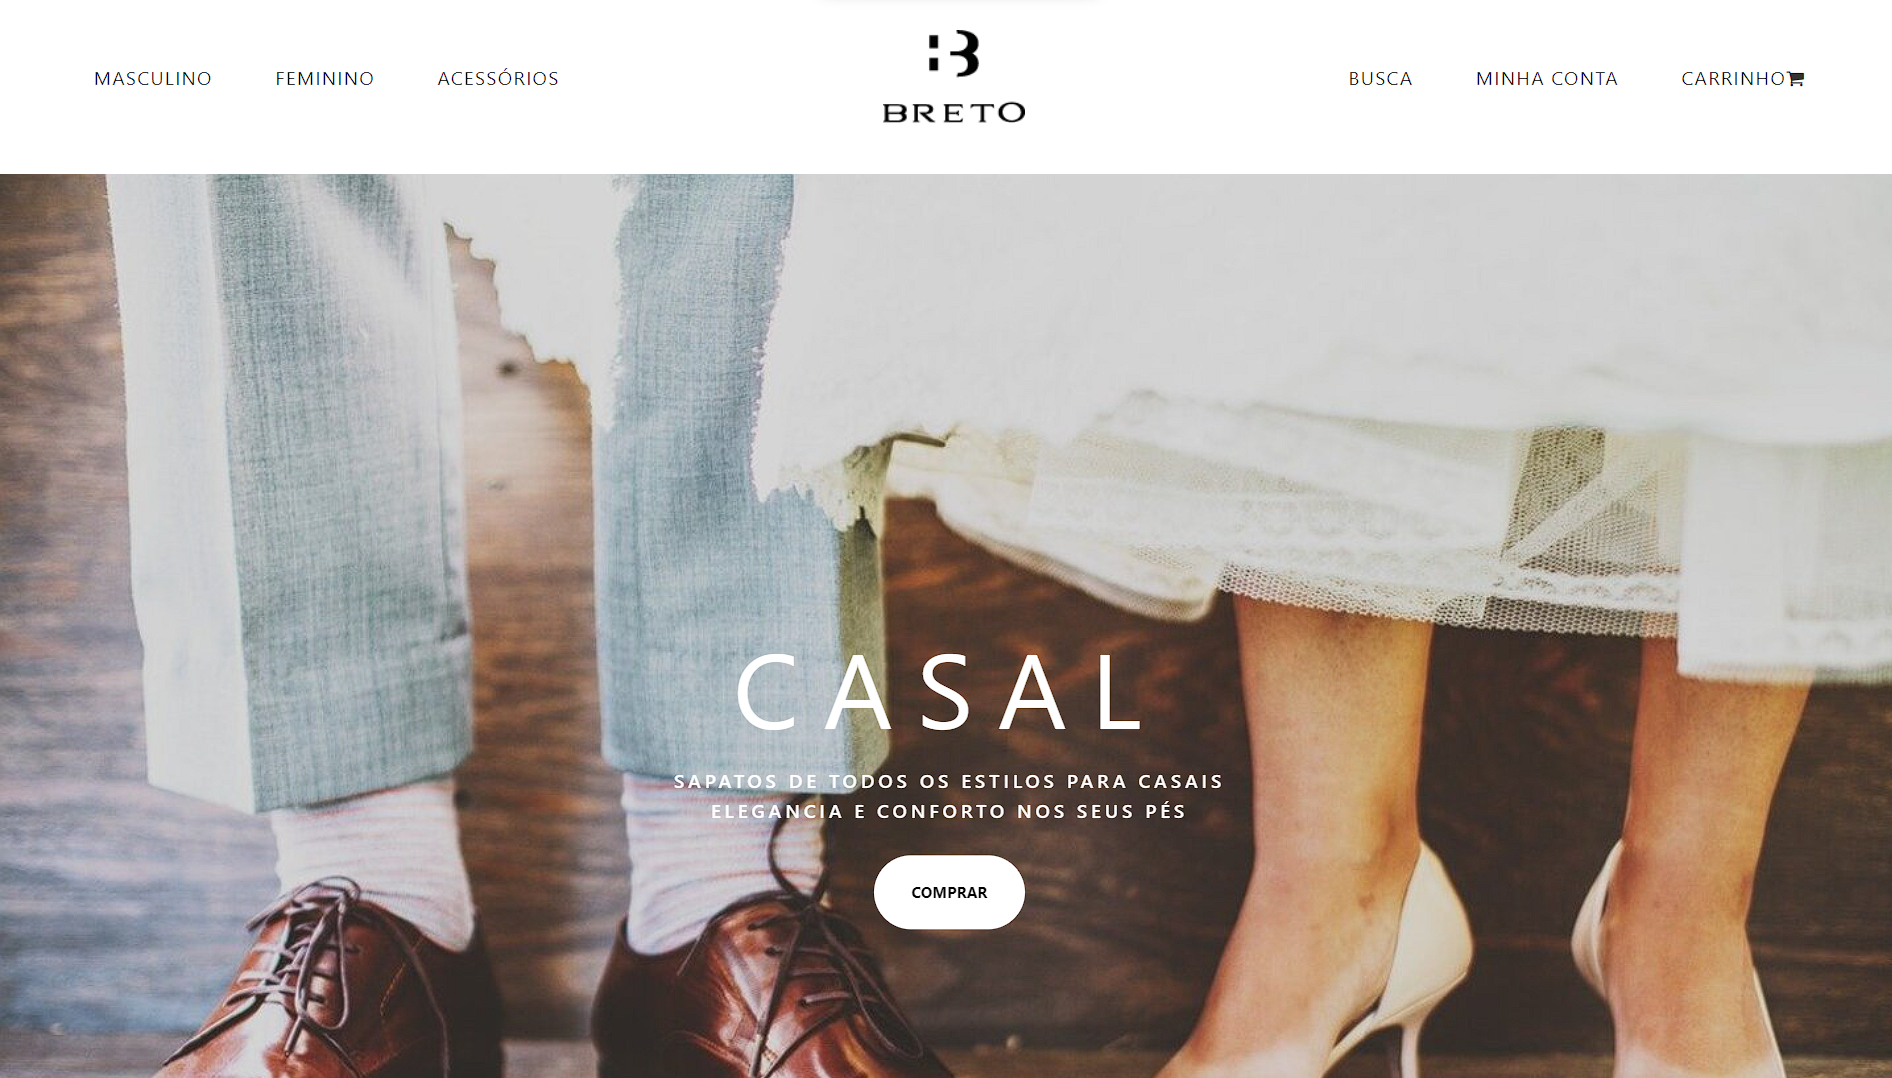 MASCULINO
FEMININO
ACESSÓRIOS
BRETO
BUSCA
MINHA CONTA
CARRINHO
CASAL
SAPATOS DE TODOS OS ESTILOS PARA CASAIS
ELEGANCIA E CONFORTO NOS SEUS PÉS
COMPRAR